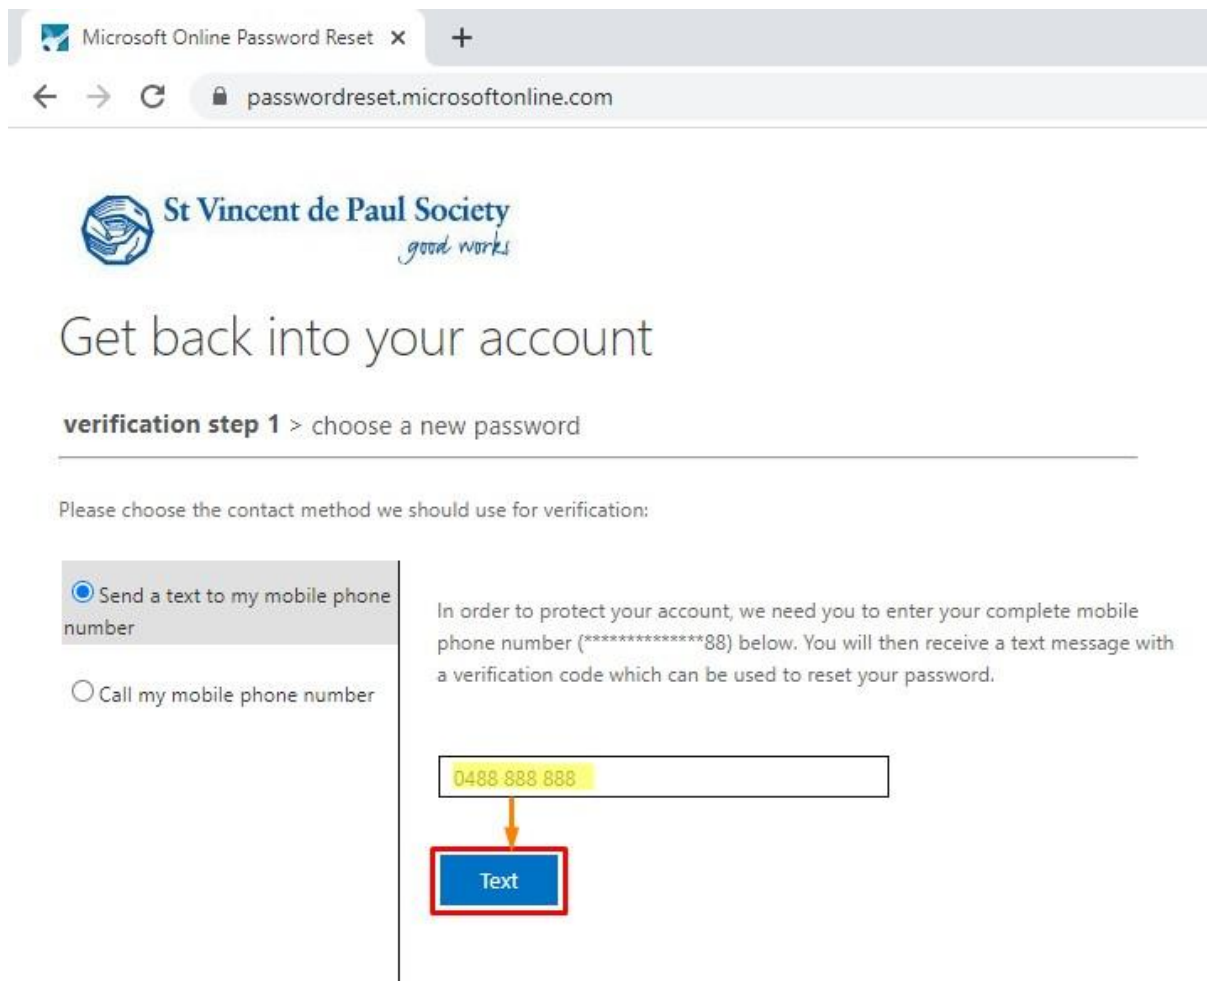 Microsoft Online Password Reset
passwordreset.microsoftonline.com
St Vincent de Paul Society
good works
Get back into your account
verification step 1 > choose a new password
Please choose the contact method we should use for verification:
Send a text to my mobile phone
number
Call my mobile phone number
In order to protect your account, we need you to enter your complete mobile
phone number (**************88) below. You will then receive a text message with
a verification code which can be used to reset your password.
0488 888 888
Text